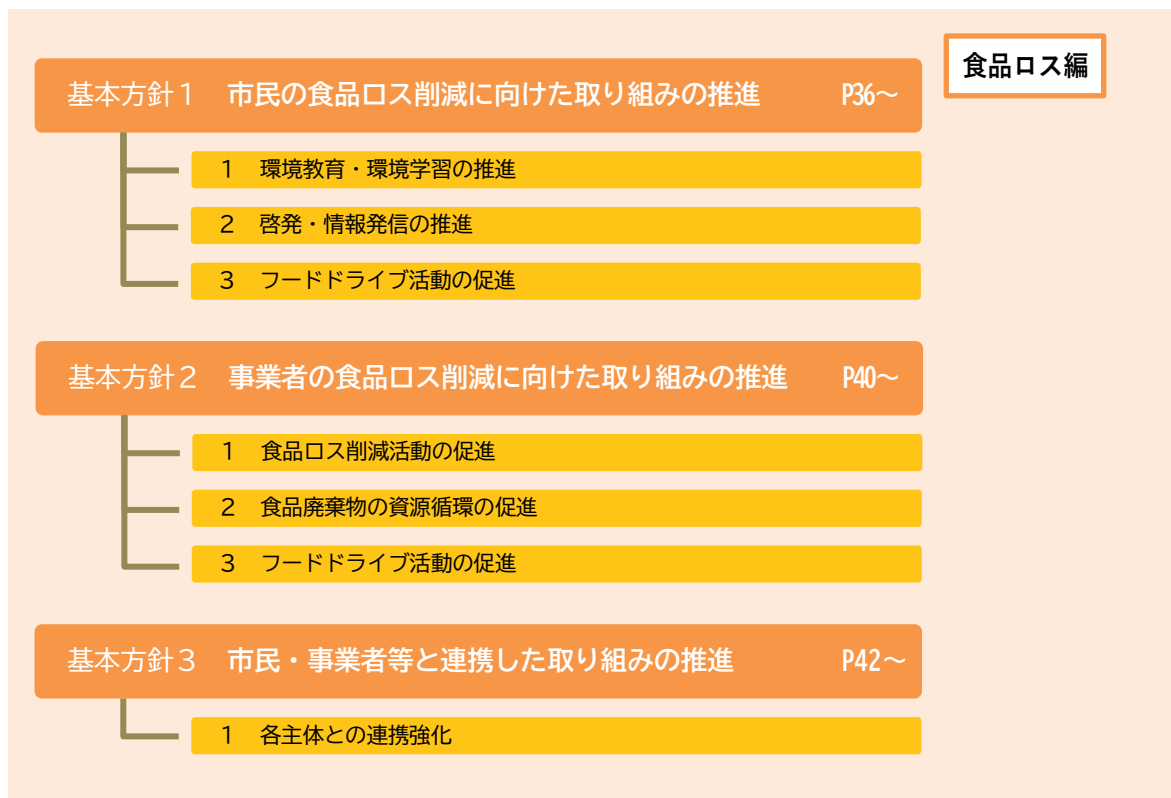 食品ロス編
基本方針１ 市民の食品ロス削減に向けた取り組みの推進 P36～
1 環境教育・環境学習の推進
2 啓発・情報発信の推進
3 フードドライブ活動の促進
基本方針２ 事業者の食品ロス削減に向けた取り組みの推進 P40～
1 食品ロス削減活動の促進
2 食品廃棄物の資源循環の促進
3 フードドライブ活動の促進
基本方針３ 市民・事業者等と連携した取り組みの推進 P42～
1 各主体との連携強化